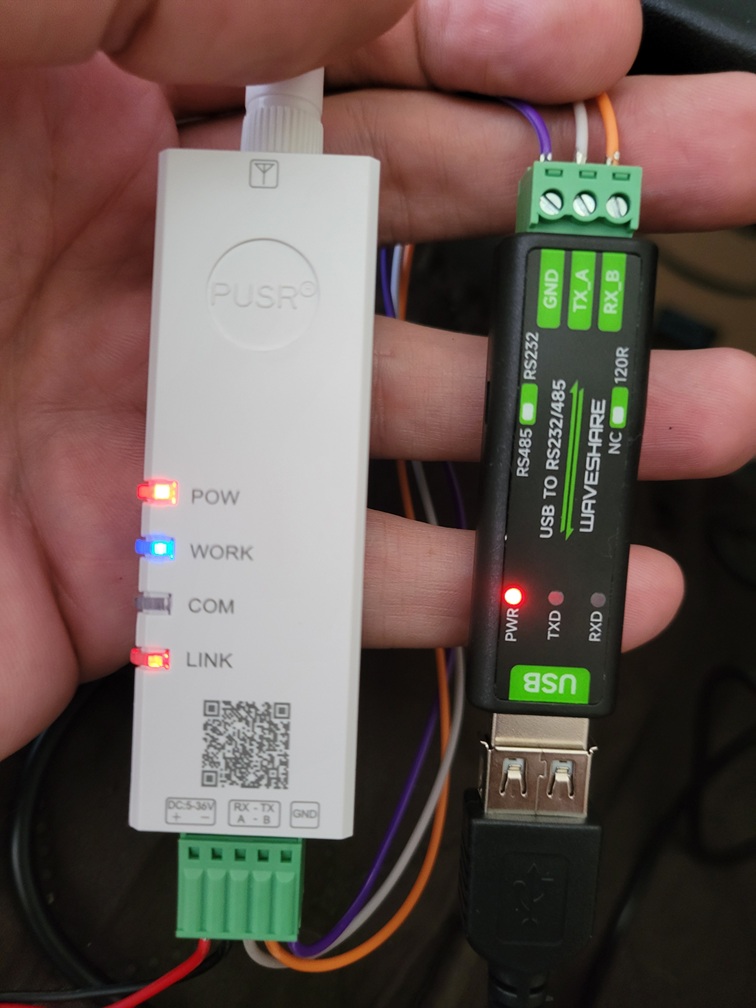 PUSR
POW
WORK
COM
LINK
DC:5-36V
+ -
RX - TX
A - B
GND
GND
TX_A
RX_B
RS485
RS232
USB TO RS232/485
WAVESHARE
NC
120R
PWR
TXD
RXD
USB